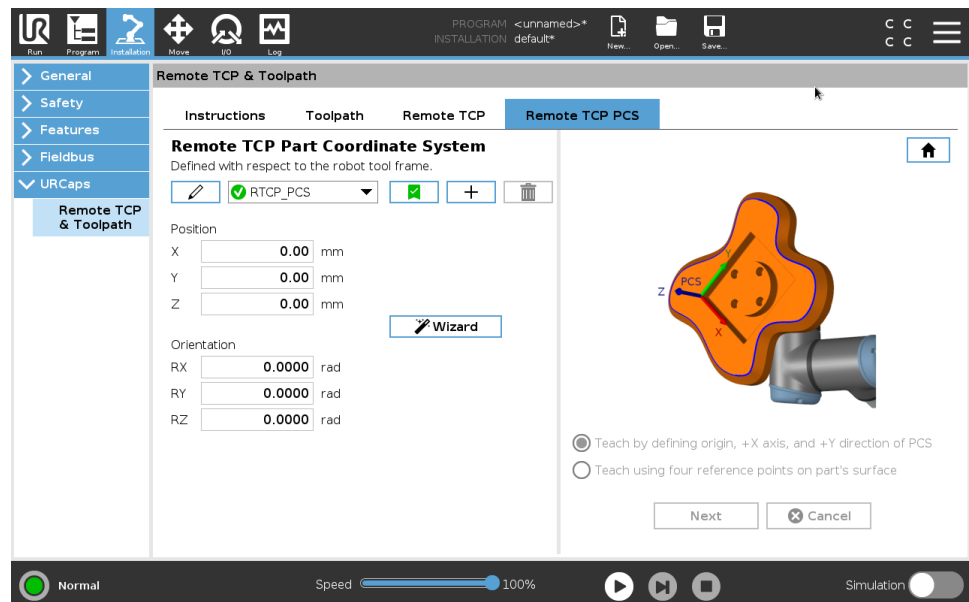 PROGRAM <unnamed>*
INSTALLATION default*
Run Program Installation Move I/O Log New... Open... Save...
C C
C C
General
Safety
Features
Fieldbus
URCaps
Remote TCP
& Toolpath
Remote TCP & Toolpath
Instructions Toolpath Remote TCP Remote TCP PCS
Remote TCP Part Coordinate System
Defined with respect to the robot tool frame.
RTCP_PCS
Position
X 0.00 mm
Y 0.00 mm
Z 0.00 mm
Wizard
Orientation
RX 0.0000 rad
RY 0.0000 rad
RZ 0.0000 rad
Y
PCS
Z
X
Teach by defining origin, +X axis, and +Y direction of PCS
Teach using four reference points on part's surface
Next Cancel
Normal Speed 100% Simulation